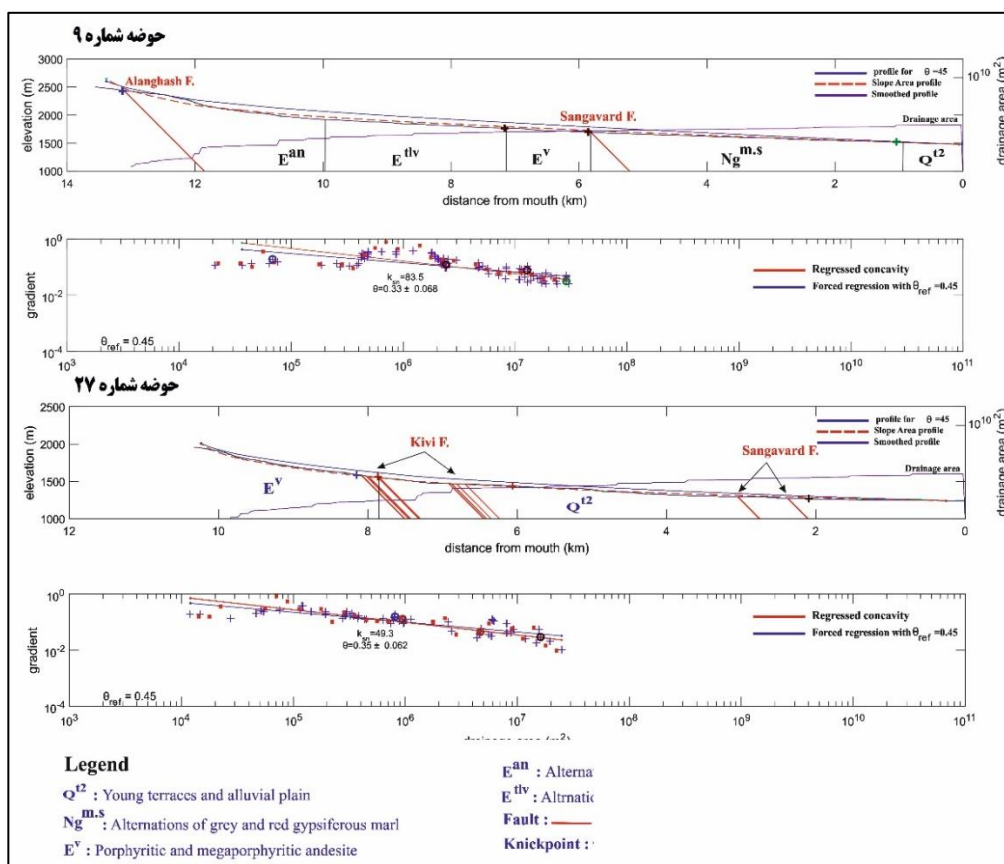 حوضه شماره ۹
3000
2500
2000
1500
1000
elevation (m)
Alanghash F.
Sangavard F.
profile for θ =45
Slope Area profile
Smoothed profile
Drainage area
10^10^-2
drainage area (m^2)
E^an
E^tlv
E^v
Ng^m.s
Q^t2
14 12 10 8 6 4 2 0
distance from mouth (km)
10^0
10^-2
10^-4
gradient
k_sn=83.5
θ=0.33 ± 0.068
θ_ref = 0.45
Regressed concavity
Forced regression with θ_ref =0.45
10^3 10^4 10^5 10^6 10^7 10^8 10^9 10^10 10^11
حوضه شماره ۲۷
2500
2000
1500
1000
elevation (m)
Kivi F.
Sangavard F.
profile for θ =45
Slope Area profile
Smoothed profile
Drainage area
10^10^-2
drainage area (m^2)
E^v
Q^t2
12 10 8 6 4 2 0
distance from mouth (km)
10^0
10^-2
10^-4
gradient
k_sn=49.3
θ=0.35 ± 0.062
θ_ref = 0.45
Regressed concavity
Forced regression with θ_ref =0.45
10^3 10^4 10^5 10^6 10^7 10^8 10^9 10^10 10^11
drainage area (m^2)
Legend
Q^t2 : Young terraces and alluvial plain
Ng^m.s : Alternations of grey and red gypsiferous marl
E^v : Porphyritic and megaporphyritic andesite
E^an : Alterna
E^tlv : Altrnatic
Fault :
Knickpoint :